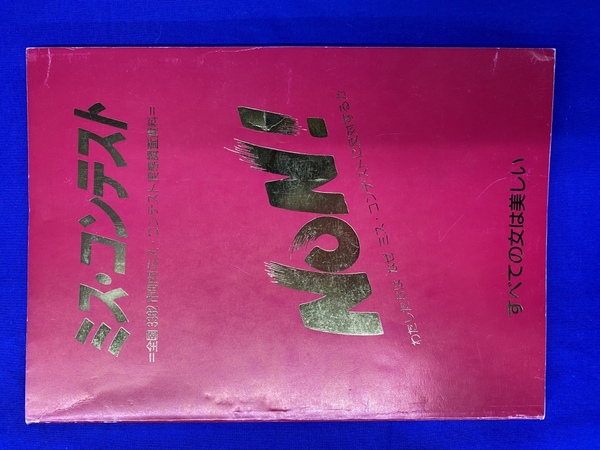 ミス・コンテスト
=全国3382市町村ミス・コンテスト実態調査資料=
NON!
わたしたちは なぜ ミス・コンテストに反対するか
すべての女は美しい